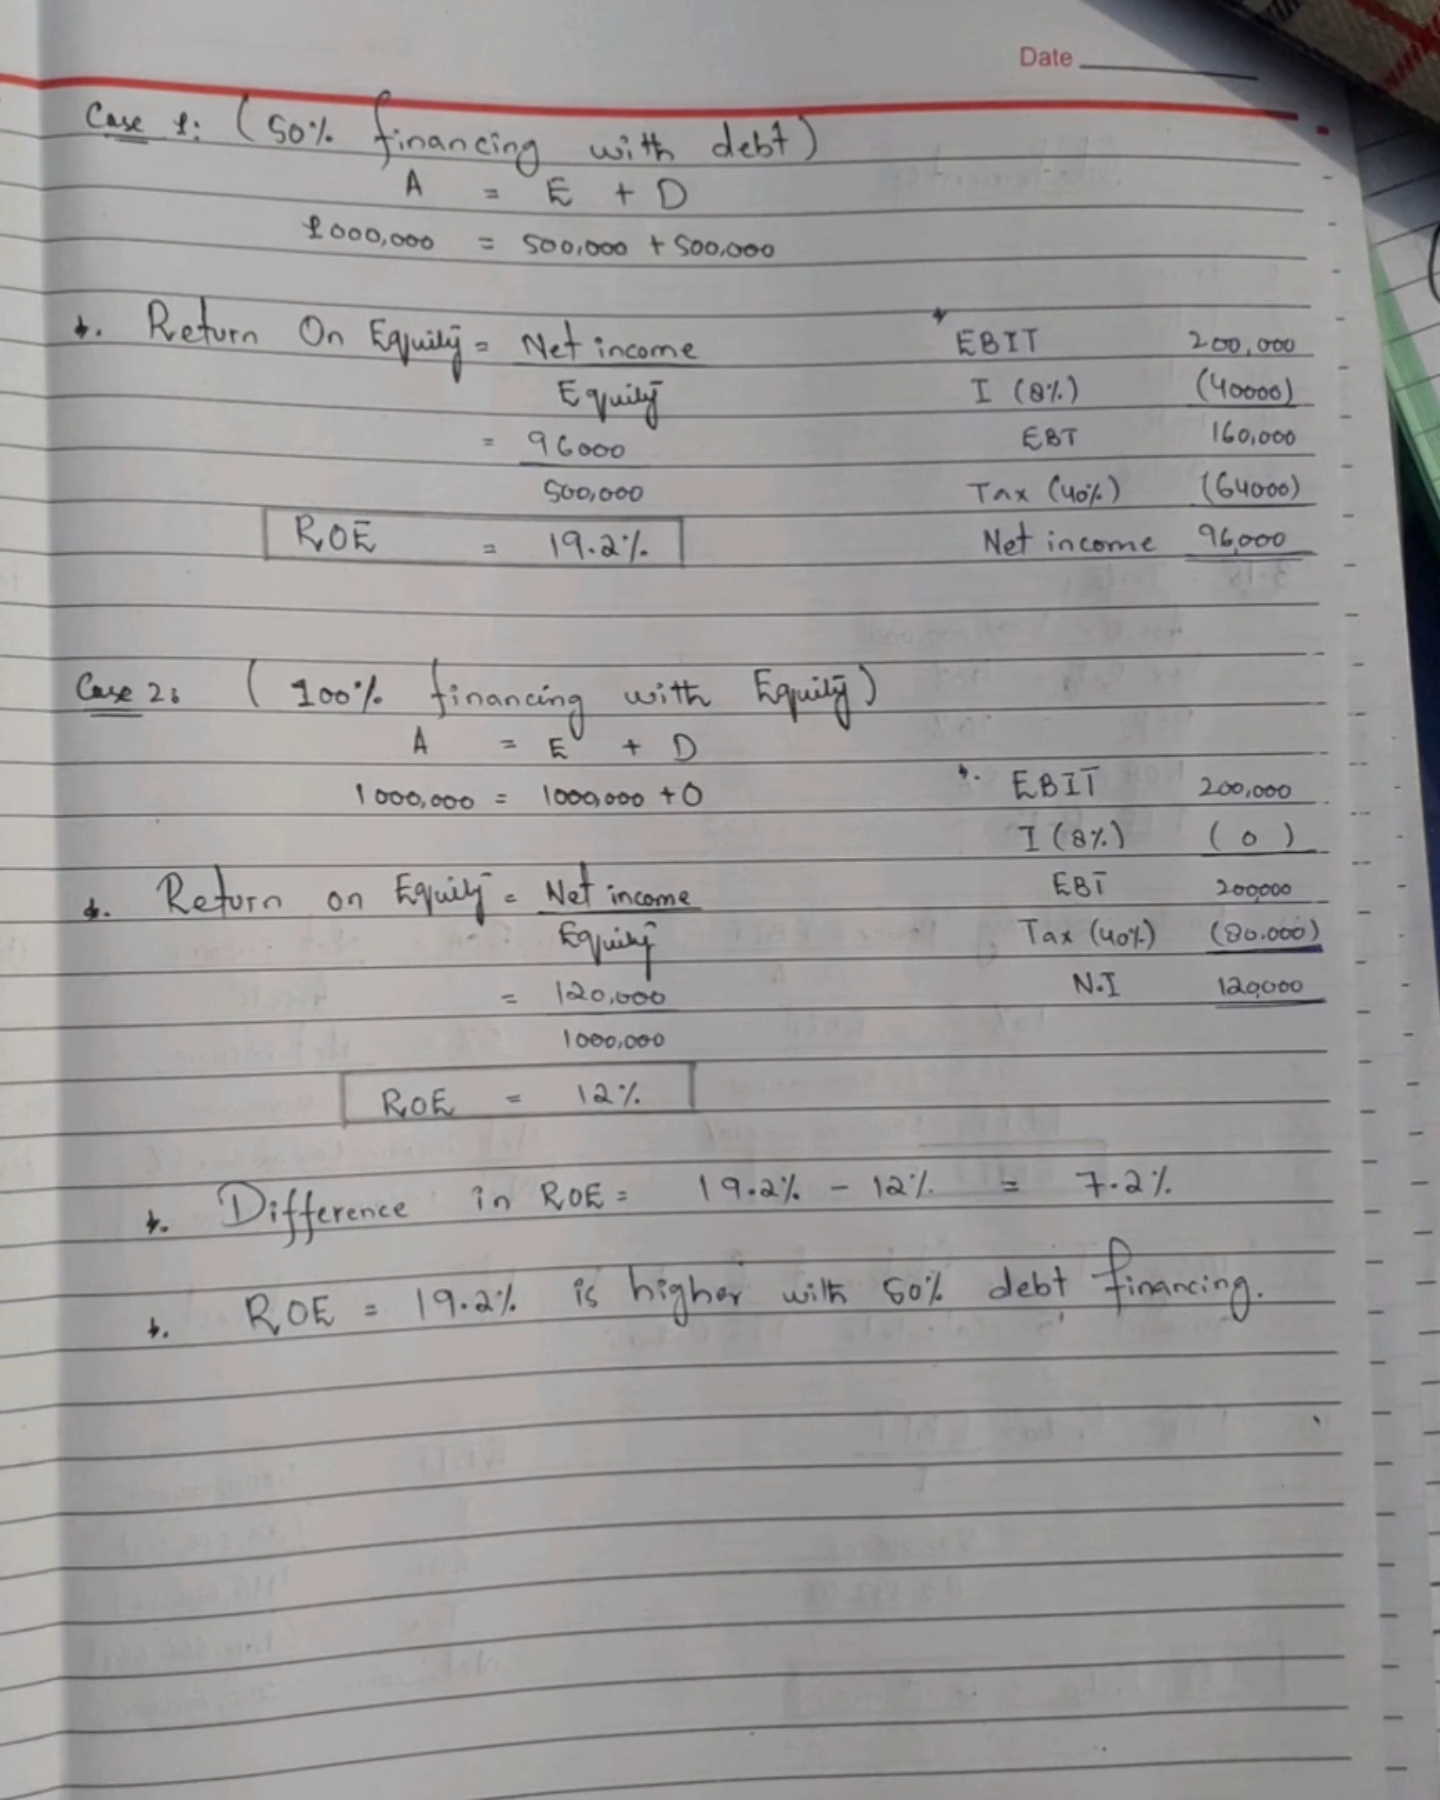 Date
Case 1: (50% financing with debt)
A = E + D
1000,000 = 500,000 + 500,000
Return On Equity = Net income
EBIT 200,000
Equity
I (8%) (40000)
= 96000
EBT 160,000
500,000
Tax (40%) (64000)
ROE = 19.2%
Net income 96,000
Case 2: (100% financing with Equity)
A = E + D
1000,000 = 1000,000 + 0
EBIT 200,000
I (8%) (0)
Return on Equity = Net income
EBT 200,000
Equity
Tax (40%) (80,000)
= 120,000
N.I 120,000
1000,000
ROE = 12%
Difference in ROE = 19.2% - 12% = 7.2%
ROE = 19.2% is higher with 50% debt financing.